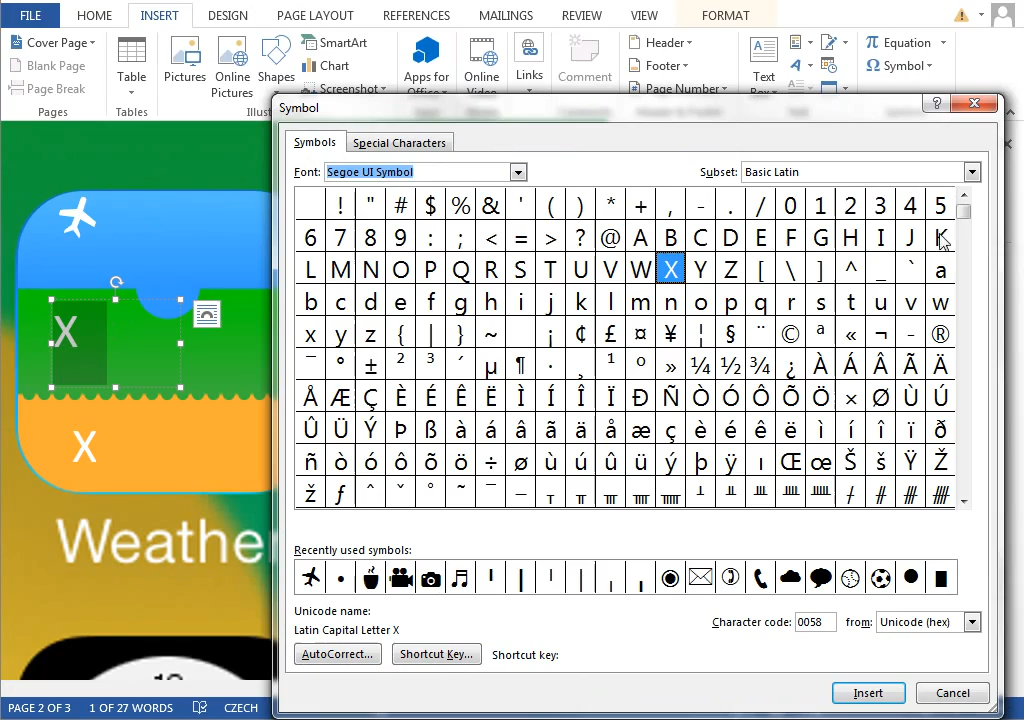 FILE HOME INSERT DESIGN PAGE LAYOUT REFERENCES MAILINGS REVIEW VIEW FORMAT
Cover Page
Blank Page
Page Break
Pages
Table
Tables
Pictures
Online
Pictures
Shapes
SmartArt
Chart
Screenshot
Apps for
Online
Links
Comment
Header
Footer
Page Number
Text
Equation
Symbol
X
X
Weathe
Symbol
Symbols Special Characters
Font: Segoe UI Symbol Subset: Basic Latin
! " # $ % & ' ( ) * + , - . / 0 1 2 3 4 5
6 7 8 9 : ; < = > ? @ A B C D E F G H I J K
L M N O P Q R S T U V W X Y Z [ \ ] ^ _ ` a
b c d e f g h i j k l m n o p q r s t u v w
x y z { | } ~ ¡ ¢ £ ¤ ¥ ¦ § ¨ © ª « ¬ - ®
¯ ° ± ² ³ ´ µ ¶ · ¸ ¹ º » ¼ ½ ¾ ¿ À Á Â Ã Ä
Å Æ Ç È É Ê Ë Ì Í Î Ï Ð Ñ Ò Ó Ô Õ Ö × Ø Ù Ú
Û Ü Ý Þ ß à á â ã ä å æ ç è é ê ë ì í î ï ð
ñ ò ó ô õ ö ÷ ø ù ú û ü ý þ ÿ ı Œ œ Š š Ÿ Ž
ž ƒ ˆ ˇ ˚ ˜ ¯
Recently used symbols:
Unicode name:
Latin Capital Letter X
Character code: 0058 from: Unicode (hex)
AutoCorrect... Shortcut Key... Shortcut key:
Insert Cancel
PAGE 2 OF 3 1 OF 27 WORDS CZECH